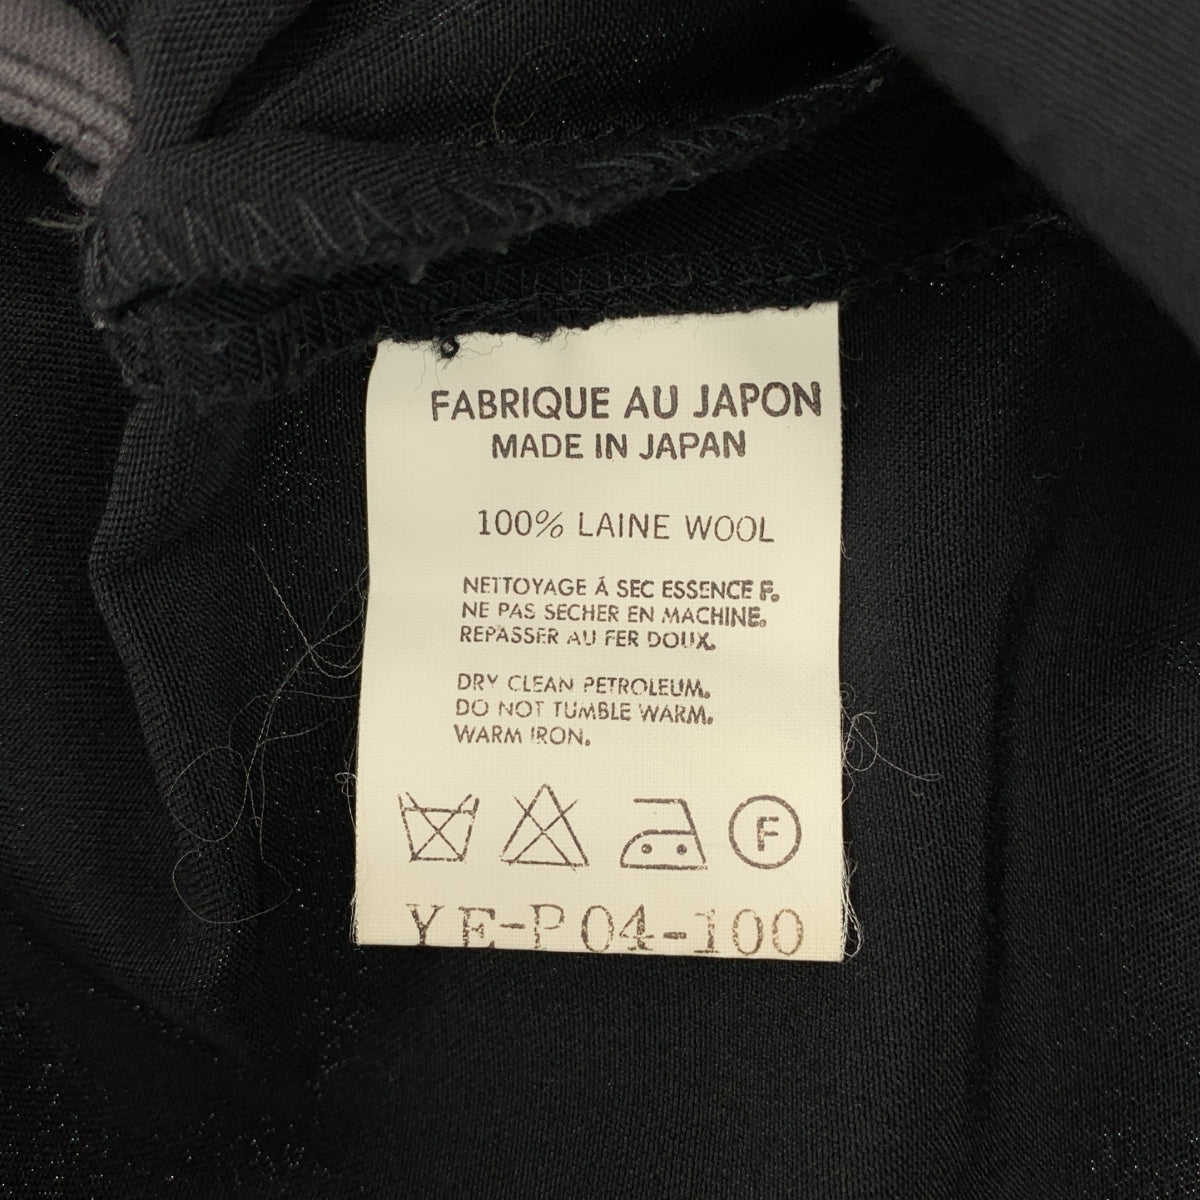 FABRIQUE AU JAPON
MADE IN JAPAN
100% LAINE WOOL
NETTOYAGE Á SEC ESSENCE F.
NE PAS SECHER EN MACHINE.
REPASSER AU FER DOUX.
DRY CLEAN PETROLEUM.
DO NOT TUMBLE WARM.
WARM IRON.
F
YE-P04-100